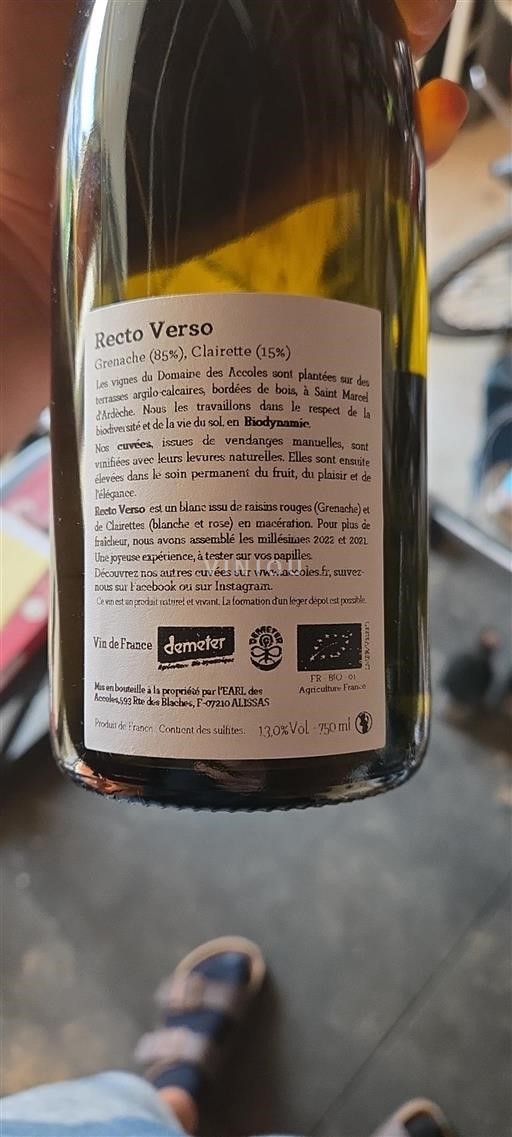 Recto Verso
Grenache (85%), Clairette (15%)
Les vignes du Domaine des Accoles sont plantées sur des
terrasses argilo-calcaires, bordées de bois, à Saint Marcel
d'Ardèche. Nous les travaillons dans le respect de la
biodiversité et de la vie du sol, en Biodynamie.
Nos cuvées, issues de vendanges manuelles, sont
vinifiées avec leurs levures naturelles. Elles sont ensuite
élevées dans le soin permanent du fruit, du plaisir et de
l'élégance.
Recto Verso est un blanc issu de raisins rouges (Grenache) et
de Clairettes (blanche et rose) en macération. Pour plus de
fraîcheur, nous avons assemblé les millésimes 2022 et 2021.
Une joyeuse expérience, à tester sur vos papilles.
VINIOU
Découvrez nos autres cuvées sur www.accoles.fr, suivez-
nous sur Facebook ou sur Instagram.
Ce vin est un produit naturel et vivant. La formation d'un léger dépôt est possible.
Vin de France
demeter
Agriculture Bio-Dynamique
DEMETER
FR-BIO-01
Agriculture France
Mis en bouteille à la propriété par l'EARL des
Accoles,593 Rte des Blaches, F-07210 ALISSAS
Produit de France. Contient des sulfites. 13,0%Vol - 750 ml